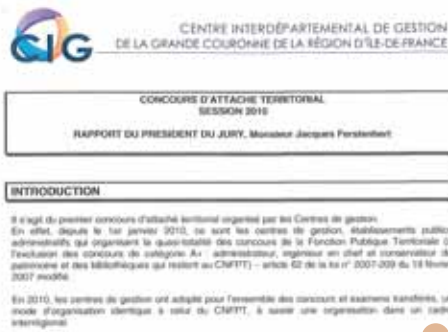 CIG
CENTRE INTERDÉPARTEMENTAL DE GESTION
DE LA GRANDE COURONNE DE LA RÉGION D'ÎLE-DE-FRANCE
CONCOURS D'ATTACHE TERRITORIAL
SESSION 2010
RAPPORT DU PRESIDENT DU JURY, Monsieur Jacques
INTRODUCTION
Il s'agit du premier concours d'attaché territorial organisé par les Centres de gestion.
En effet, depuis le 1er janvier 2010, ce sont les centres de gestion, établissements publics
administratifs qui organisent la quasi-totalité des concours de la Fonction Publique Territoriale
l'exclusion des concours de catégorie A+ : administrateur, ingénieur en chef et conservateur
patrimoine et des bibliothèques qui restent au CNFPT) – article 62 de la loi n° 2007-209 du 19
2007 modifié.
En 2010, les centres de gestion ont adopté pour l'ensemble des concours et examens transférés,
mode d'organisation identique à celui du CNFPT, à savoir une organisation dans un
interrégional.